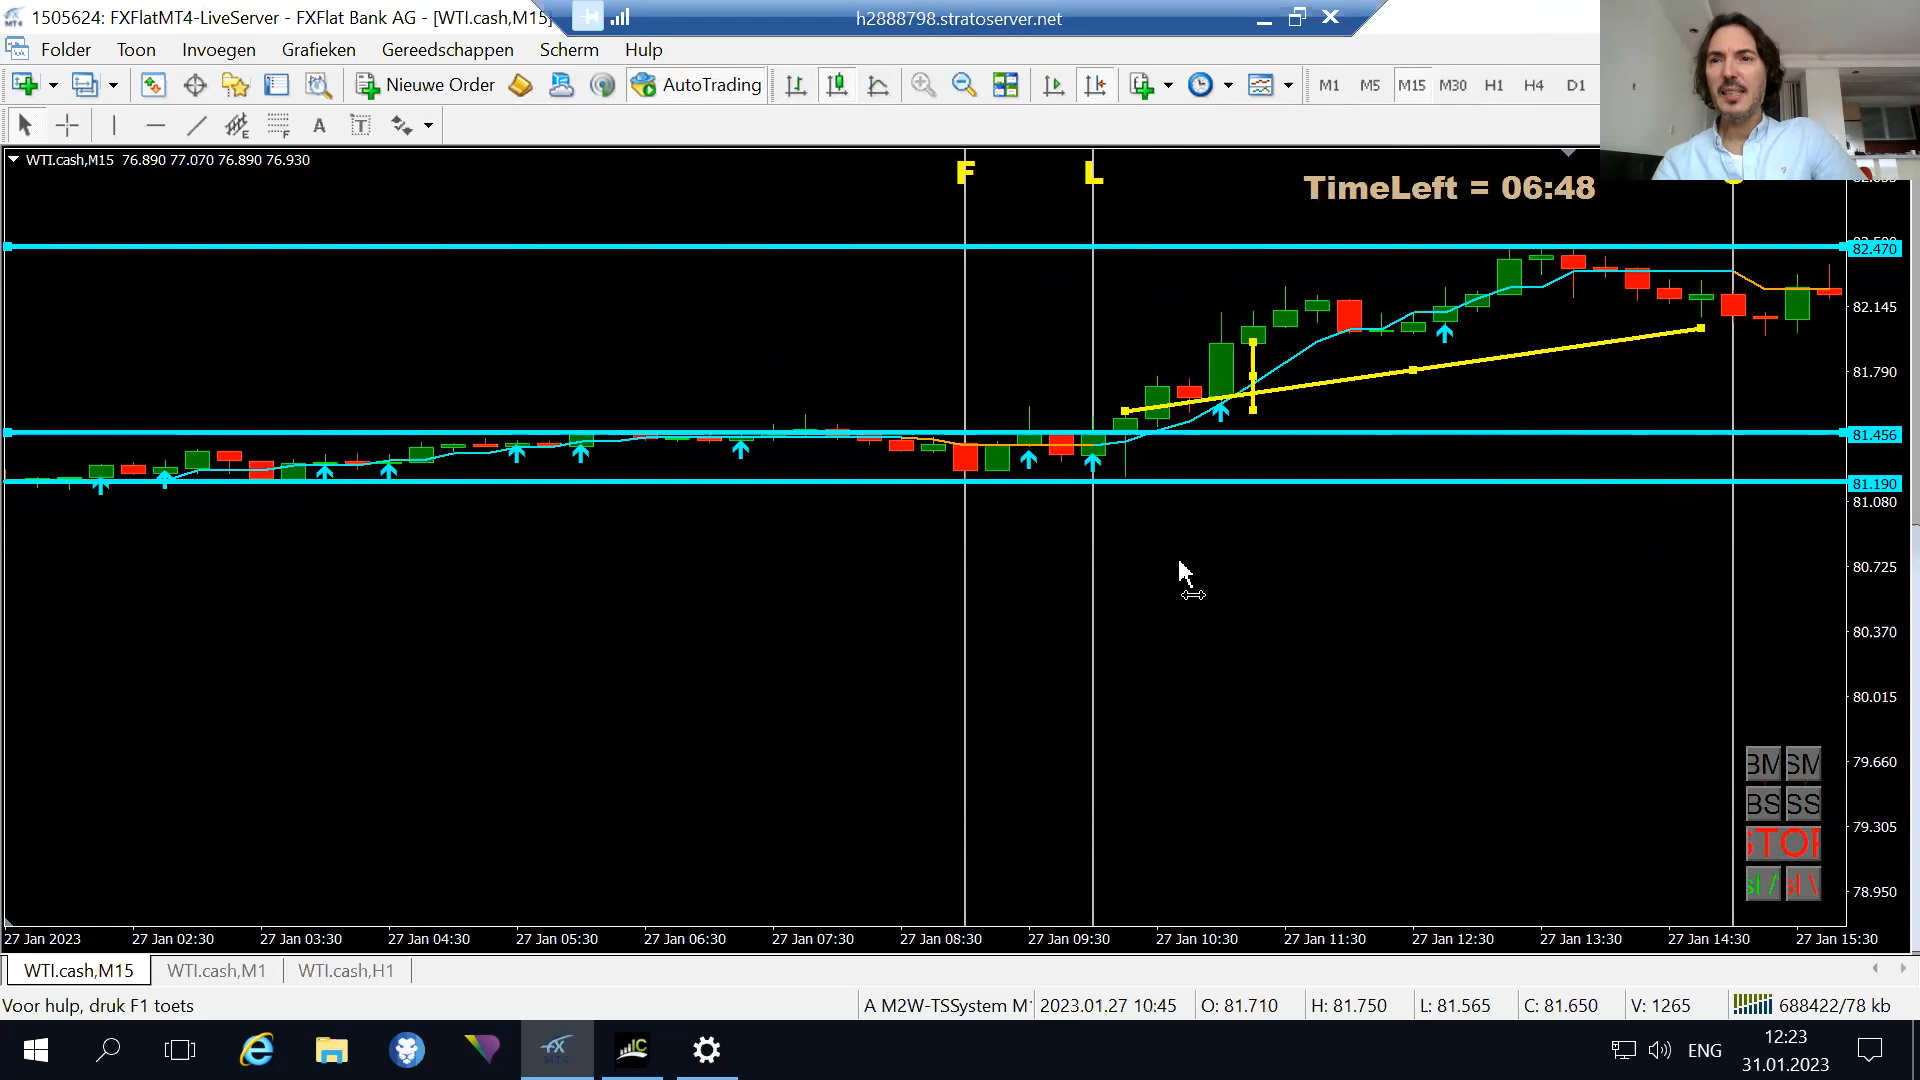 1505624: FXFlatMT4-LiveServer - FXFlat Bank AG - [WTI.cash,M15]
h2888798.stratoserver.net
Folder Toon Invoegen Grafieken Gereedschappen Scherm Hulp
Nieuwe Order AutoTrading M1 M5 M15 M30 H1 H4 D1
E F A T
WTI.cash,M15 76.890 77.070 76.890 76.930
F L
TimeLeft = 06:48
82.470
82.145
81.790
81.456
81.190
81.080
80.725
80.370
80.015
79.660
79.305
78.950
BM SM
BS SS
STOP
sl / sl \
27 Jan 2023 27 Jan 02:30 27 Jan 03:30 27 Jan 04:30 27 Jan 05:30 27 Jan 06:30 27 Jan 07:30 27 Jan 08:30 27 Jan 09:30 27 Jan 10:30 27 Jan 11:30 27 Jan 12:30 27 Jan 13:30 27 Jan 14:30 27 Jan 15:30
WTI.cash,M15 WTI.cash,M1 WTI.cash,H1
Voor hulp, druk F1 toets A M2W-TSSystem M 2023.01.27 10:45 O: 81.710 H: 81.750 L: 81.565 C: 81.650 V: 1265 688422/78 kb
FX MT4 IC ENG 12:23
31.01.2023